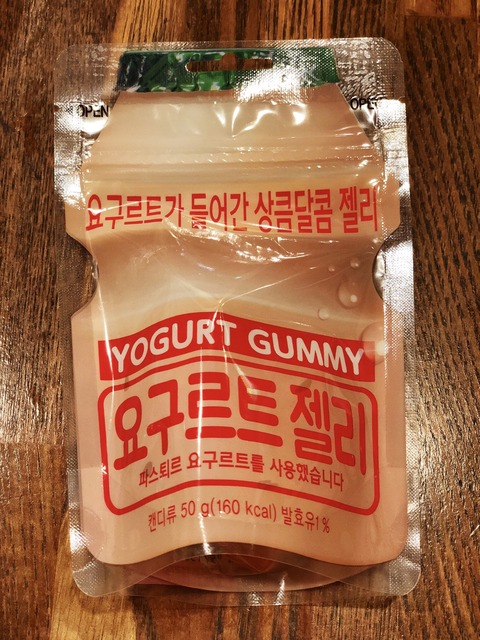 OPEN OPEN
요구르트가 들어간 상큼달콤 젤리
YOGURT GUMMY
요구르트 젤리
파스퇴르 요구르트를 사용했습니다
캔디류 50 g(160 kcal) 발효유1%